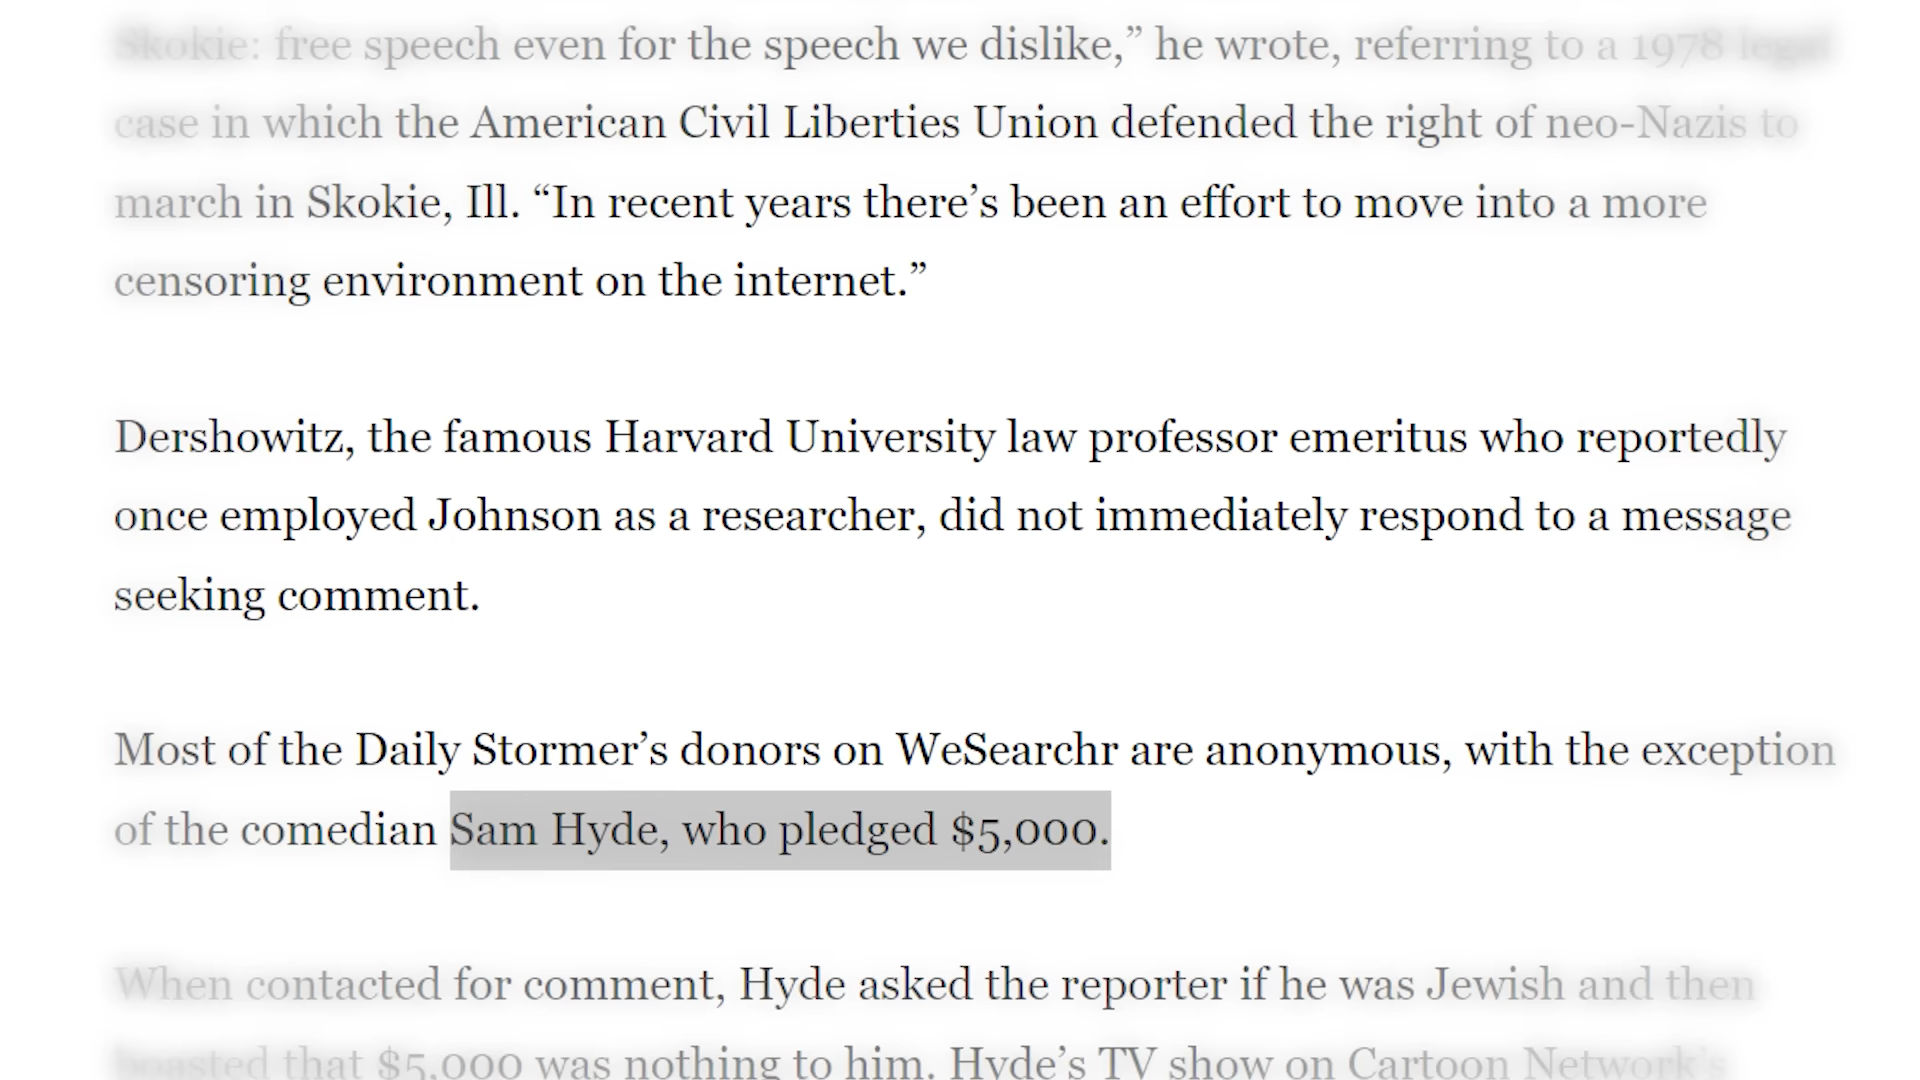 Skokie: free speech even for the speech we dislike,” he wrote, referring to a 1978 legal
case in which the American Civil Liberties Union defended the right of neo-Nazis to
march in Skokie, Ill. “In recent years there’s been an effort to move into a more
censoring environment on the internet.”
Dershowitz, the famous Harvard University law professor emeritus who reportedly
once employed Johnson as a researcher, did not immediately respond to a message
seeking comment.
Most of the Daily Stormer’s donors on WeSearchr are anonymous, with the exception
of the comedian Sam Hyde, who pledged $5,000.
When contacted for comment, Hyde asked the reporter if he was Jewish and then
boasted that $5,000 was nothing to him. Hyde’s TV show on Cartoon Network’s